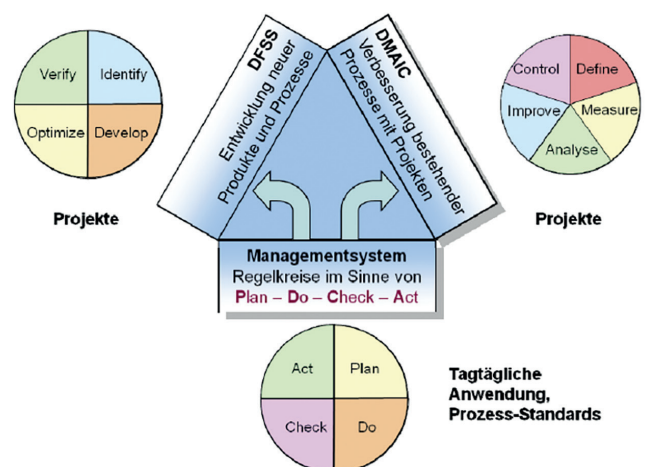 Verify
Identify
Optimize
Develop
Projekte
DFSS
Entwicklung neuer
Produkte und Prozesse
DMAIC
Verbesserung bestehender
Prozesse mit Projekten
Control
Define
Improve
Measure
Analyse
Projekte
Managementsystem
Regelkreise im Sinne von
Plan – Do – Check – Act
Act
Plan
Check
Do
Tagtägliche
Anwendung,
Prozess-Standards